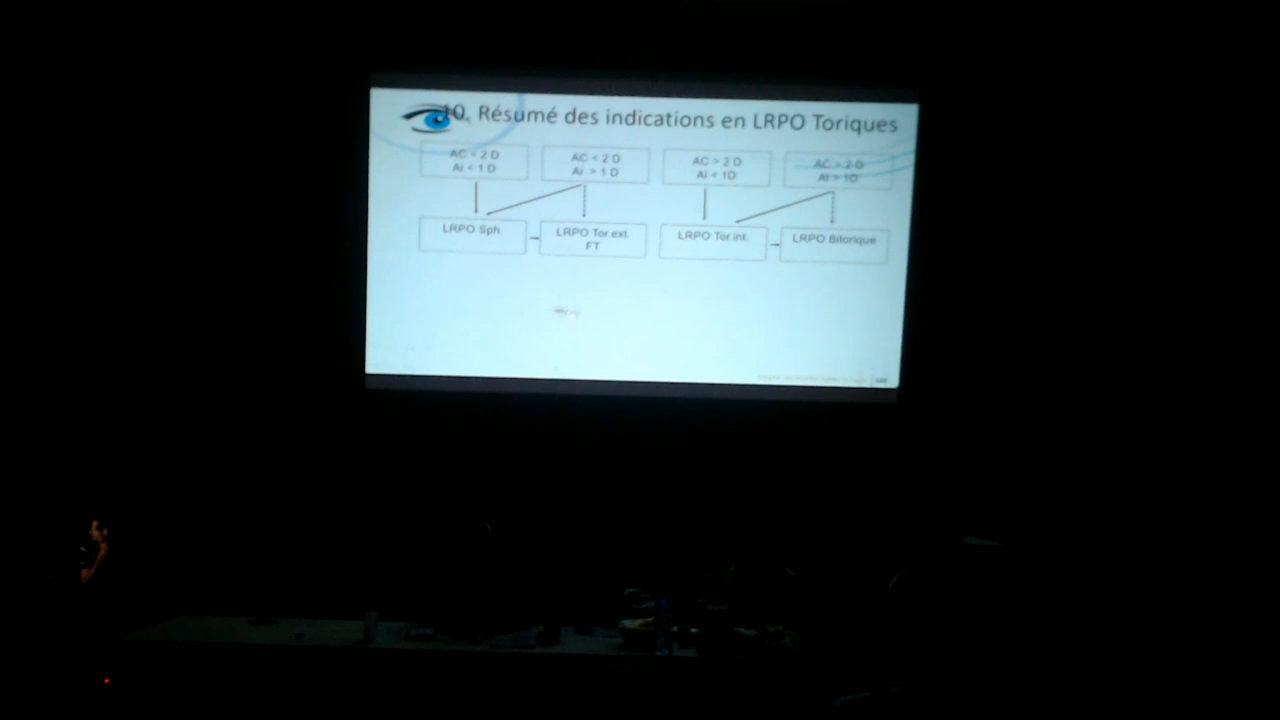 10. Résumé des indications en LRPO Toriques
AC < 2 D
Ai < 1 D
AC < 2 D
Ai > 1 D
AC > 2 D
Ai < 1D
AC > 2 D
Ai > 1D
LRPO Sph.
LRPO Tor.ext.
FT
LRPO Tor.int.
LRPO Bitorique